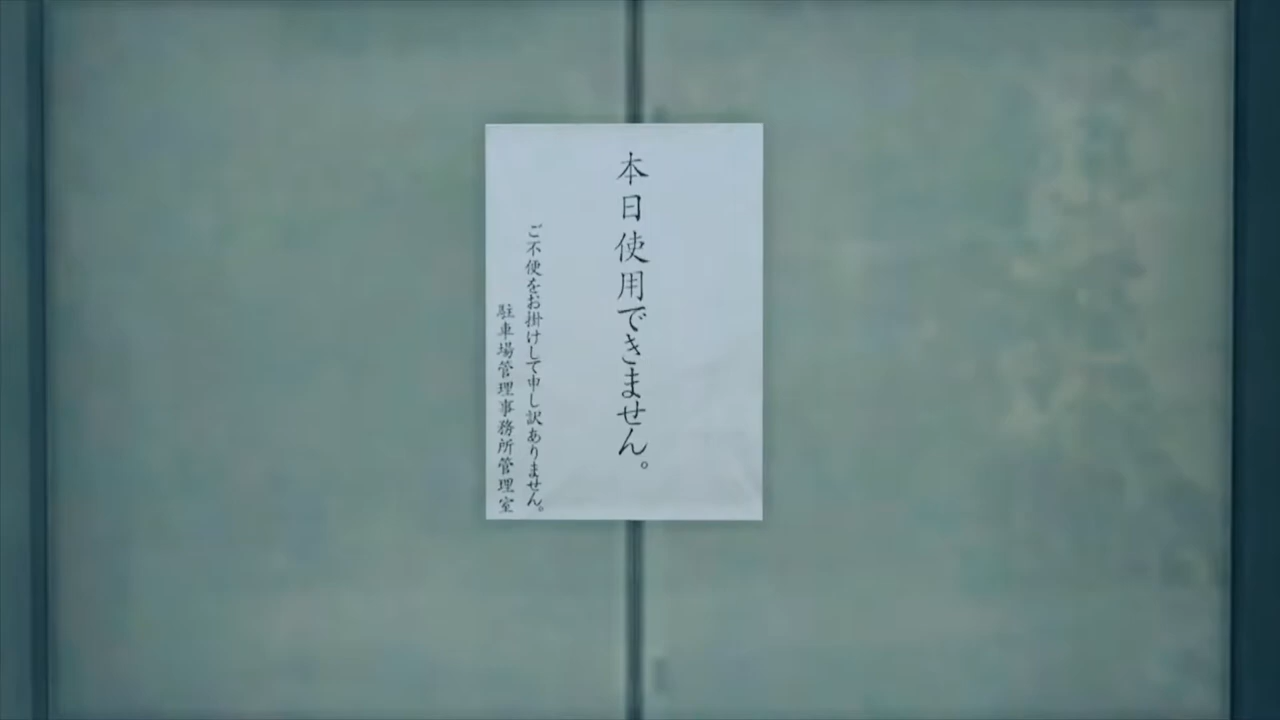 本日使用できません。
ご不便をお掛けして申し訳ありません。
駐車場管理事務所管理室